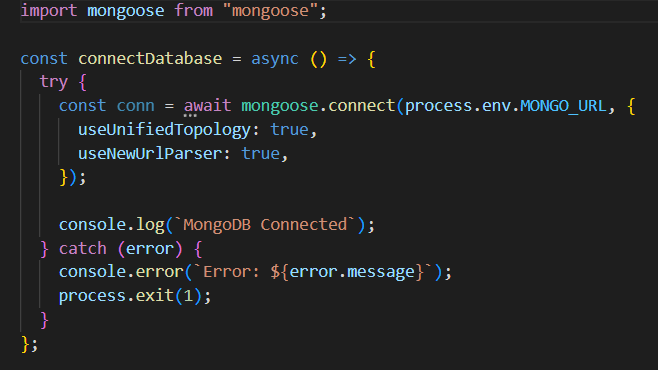 import mongoose from "mongoose";
const connectDatabase = async () => {
try {
const conn = await mongoose.connect(process.env.MONGO_URL, {
useUnifiedTopology: true,
useNewUrlParser: true,
});
console.log(`MongoDB Connected`);
} catch (error) {
console.error(`Error: ${error.message}`);
process.exit(1);
}
};